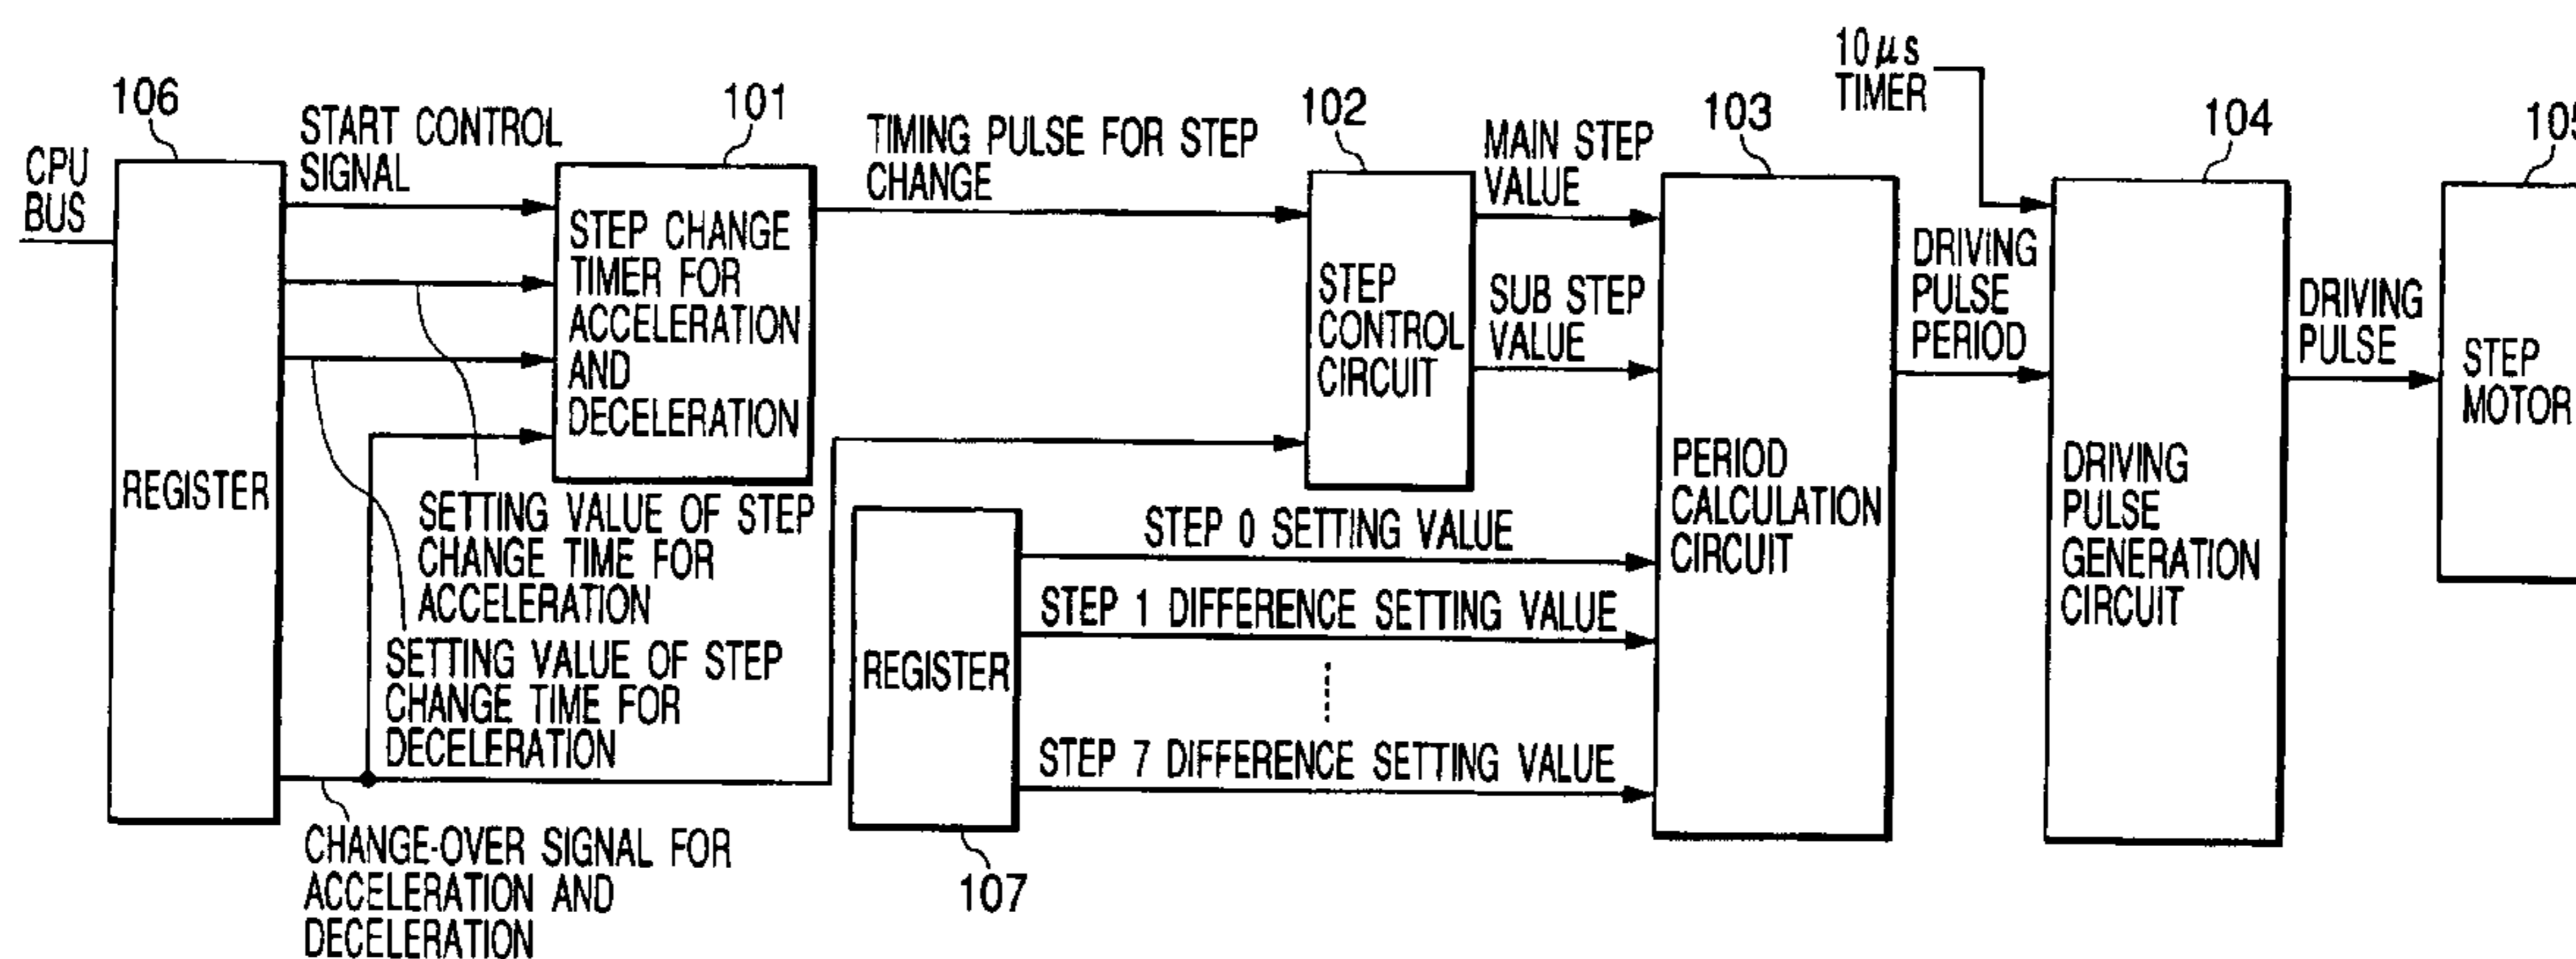 106
CPU
BUS
REGISTER
START CONTROL
SIGNAL
101
STEP CHANGE
TIMER FOR
ACCELERATION
AND
DECELERATION
SETTING VALUE OF STEP
CHANGE TIME FOR
ACCELERATION
SETTING VALUE OF STEP
CHANGE TIME FOR
DECELERATION
CHANGE-OVER SIGNAL FOR
ACCELERATION AND
DECELERATION
TIMING PULSE FOR STEP
CHANGE
102
STEP
CONTROL
CIRCUIT
MAIN STEP
VALUE
SUB STEP
VALUE
REGISTER
107
STEP 0 SETTING VALUE
STEP 1 DIFFERENCE SETTING VALUE
STEP 7 DIFFERENCE SETTING VALUE
103
PERIOD
CALCULATION
CIRCUIT
10μs
TIMER
DRIVING
PULSE
PERIOD
104
DRIVING
PULSE
GENERATION
CIRCUIT
DRIVING
PULSE
105
STEP
MOTOR